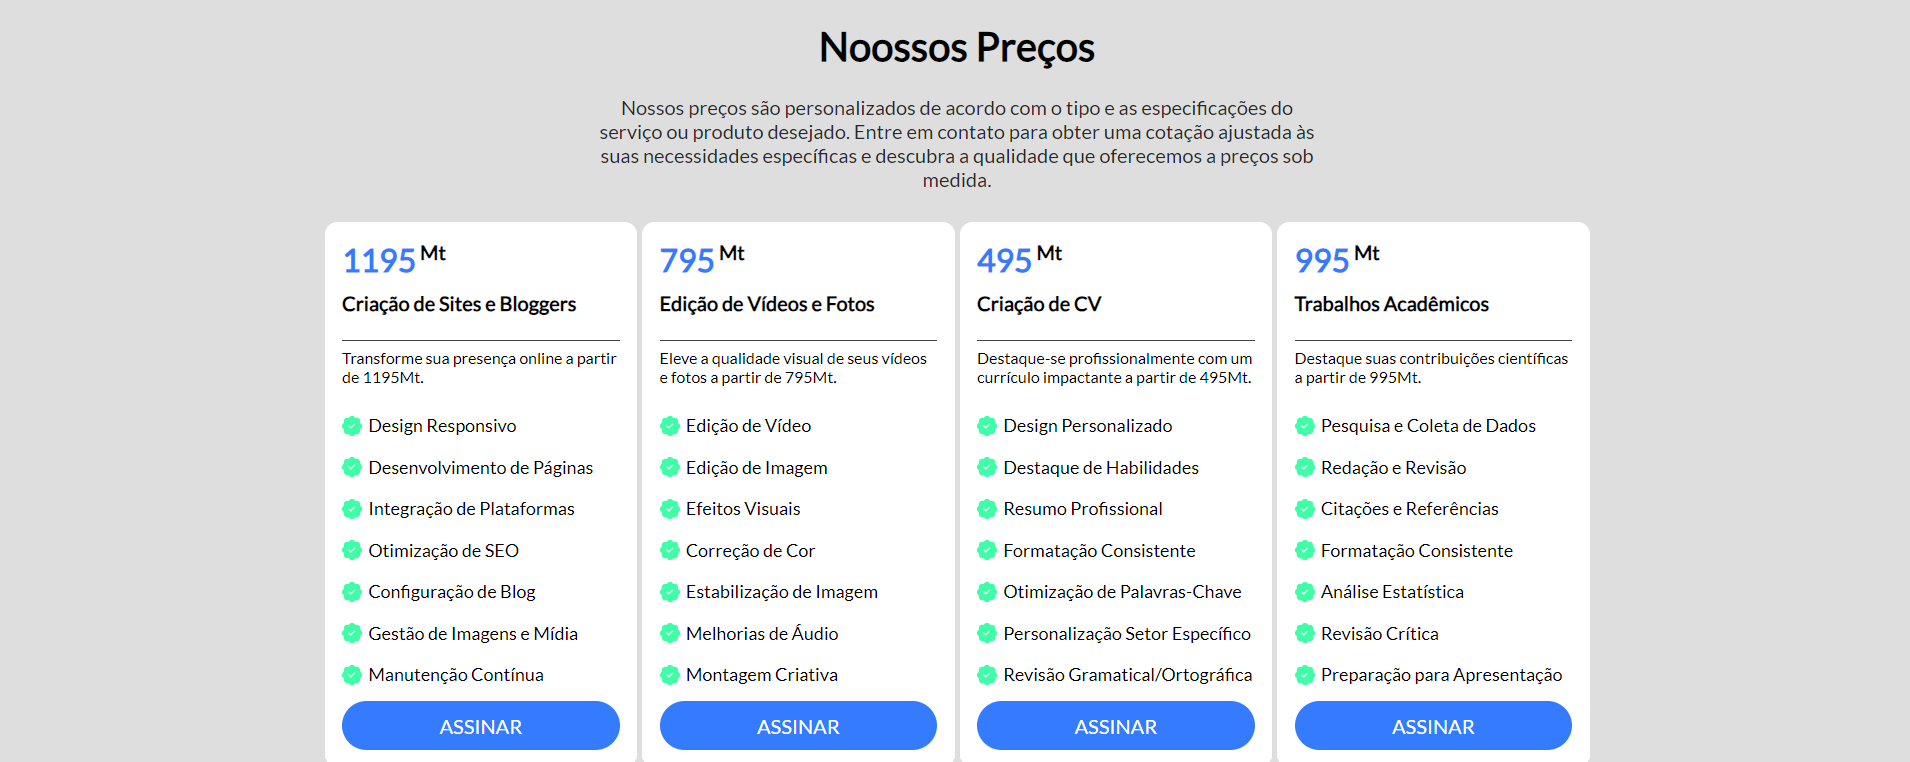 Noossos Preços
Nossos preços são personalizados de acordo com o tipo e as especificações do
serviço ou produto desejado. Entre em contato para obter uma cotação ajustada às
suas necessidades específicas e descubra a qualidade que oferecemos a preços sob
medida.
1195 Mt
Criação de Sites e Bloggers
Transforme sua presença online a partir
de 1195Mt.
Design Responsivo
Desenvolvimento de Páginas
Integração de Plataformas
Otimização de SEO
Configuração de Blog
Gestão de Imagens e Mídia
Manutenção Contínua
ASSINAR
795 Mt
Edição de Vídeos e Fotos
Eleve a qualidade visual de seus vídeos
e fotos a partir de 795Mt.
Edição de Vídeo
Edição de Imagem
Efeitos Visuais
Correção de Cor
Estabilização de Imagem
Melhorias de Áudio
Montagem Criativa
ASSINAR
495 Mt
Criação de CV
Destaque-se profissionalmente com um
currículo impactante a partir de 495Mt.
Design Personalizado
Destaque de Habilidades
Resumo Profissional
Formatação Consistente
Otimização de Palavras-Chave
Personalização Setor Específico
Revisão Gramatical/Ortográfica
ASSINAR
995 Mt
Trabalhos Acadêmicos
Destaque suas contribuições científicas
a partir de 995Mt.
Pesquisa e Coleta de Dados
Redação e Revisão
Citações e Referências
Formatação Consistente
Análise Estatística
Revisão Crítica
Preparação para Apresentação
ASSINAR